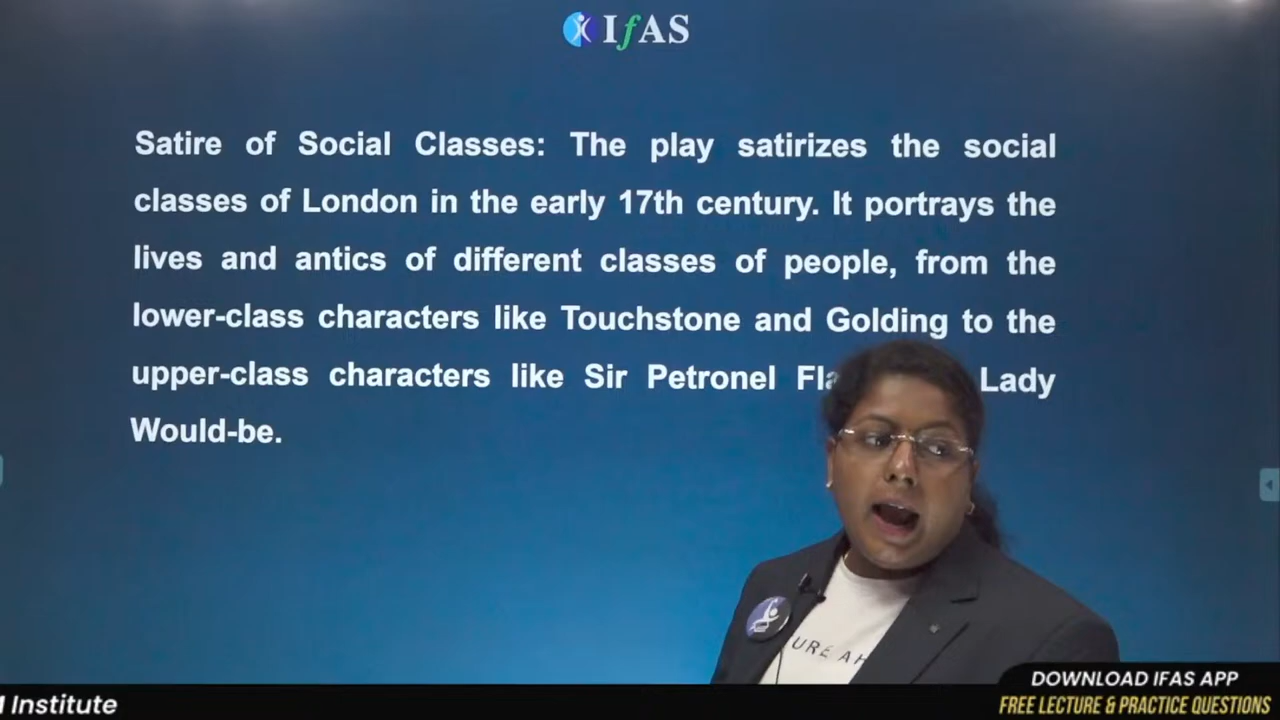 IfAS
Satire of Social Classes: The play satirizes the social
classes of London in the early 17th century. It portrays the
lives and antics of different classes of people, from the
lower-class characters like Touchstone and Golding to the
upper-class characters like Sir Petronel Fla Lady
Would-be.
URE AH
Institute
DOWNLOAD IFAS APP
FREE LECTURE & PRACTICE QUESTIONS